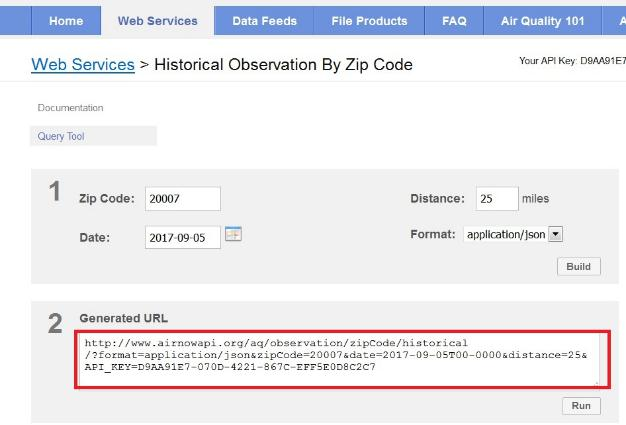 Home Web Services Data Feeds File Products FAQ Air Quality 101 A
Web Services > Historical Observation By Zip Code Your API Key: D9AA91E7
Documentation
Query Tool
1 Zip Code: 20007 Distance: 25 miles
Date: 2017-09-05 Format: application/json
Build
2 Generated URL
http://www.airnowapi.org/aq/observation/zipCode/historical
/?format=application/json&zipCode=20007&date=2017-09-05T00-0000&distance=25&
API_KEY=D9AA91E7-070D-4221-867C-EFF5E0D8C2C7
Run